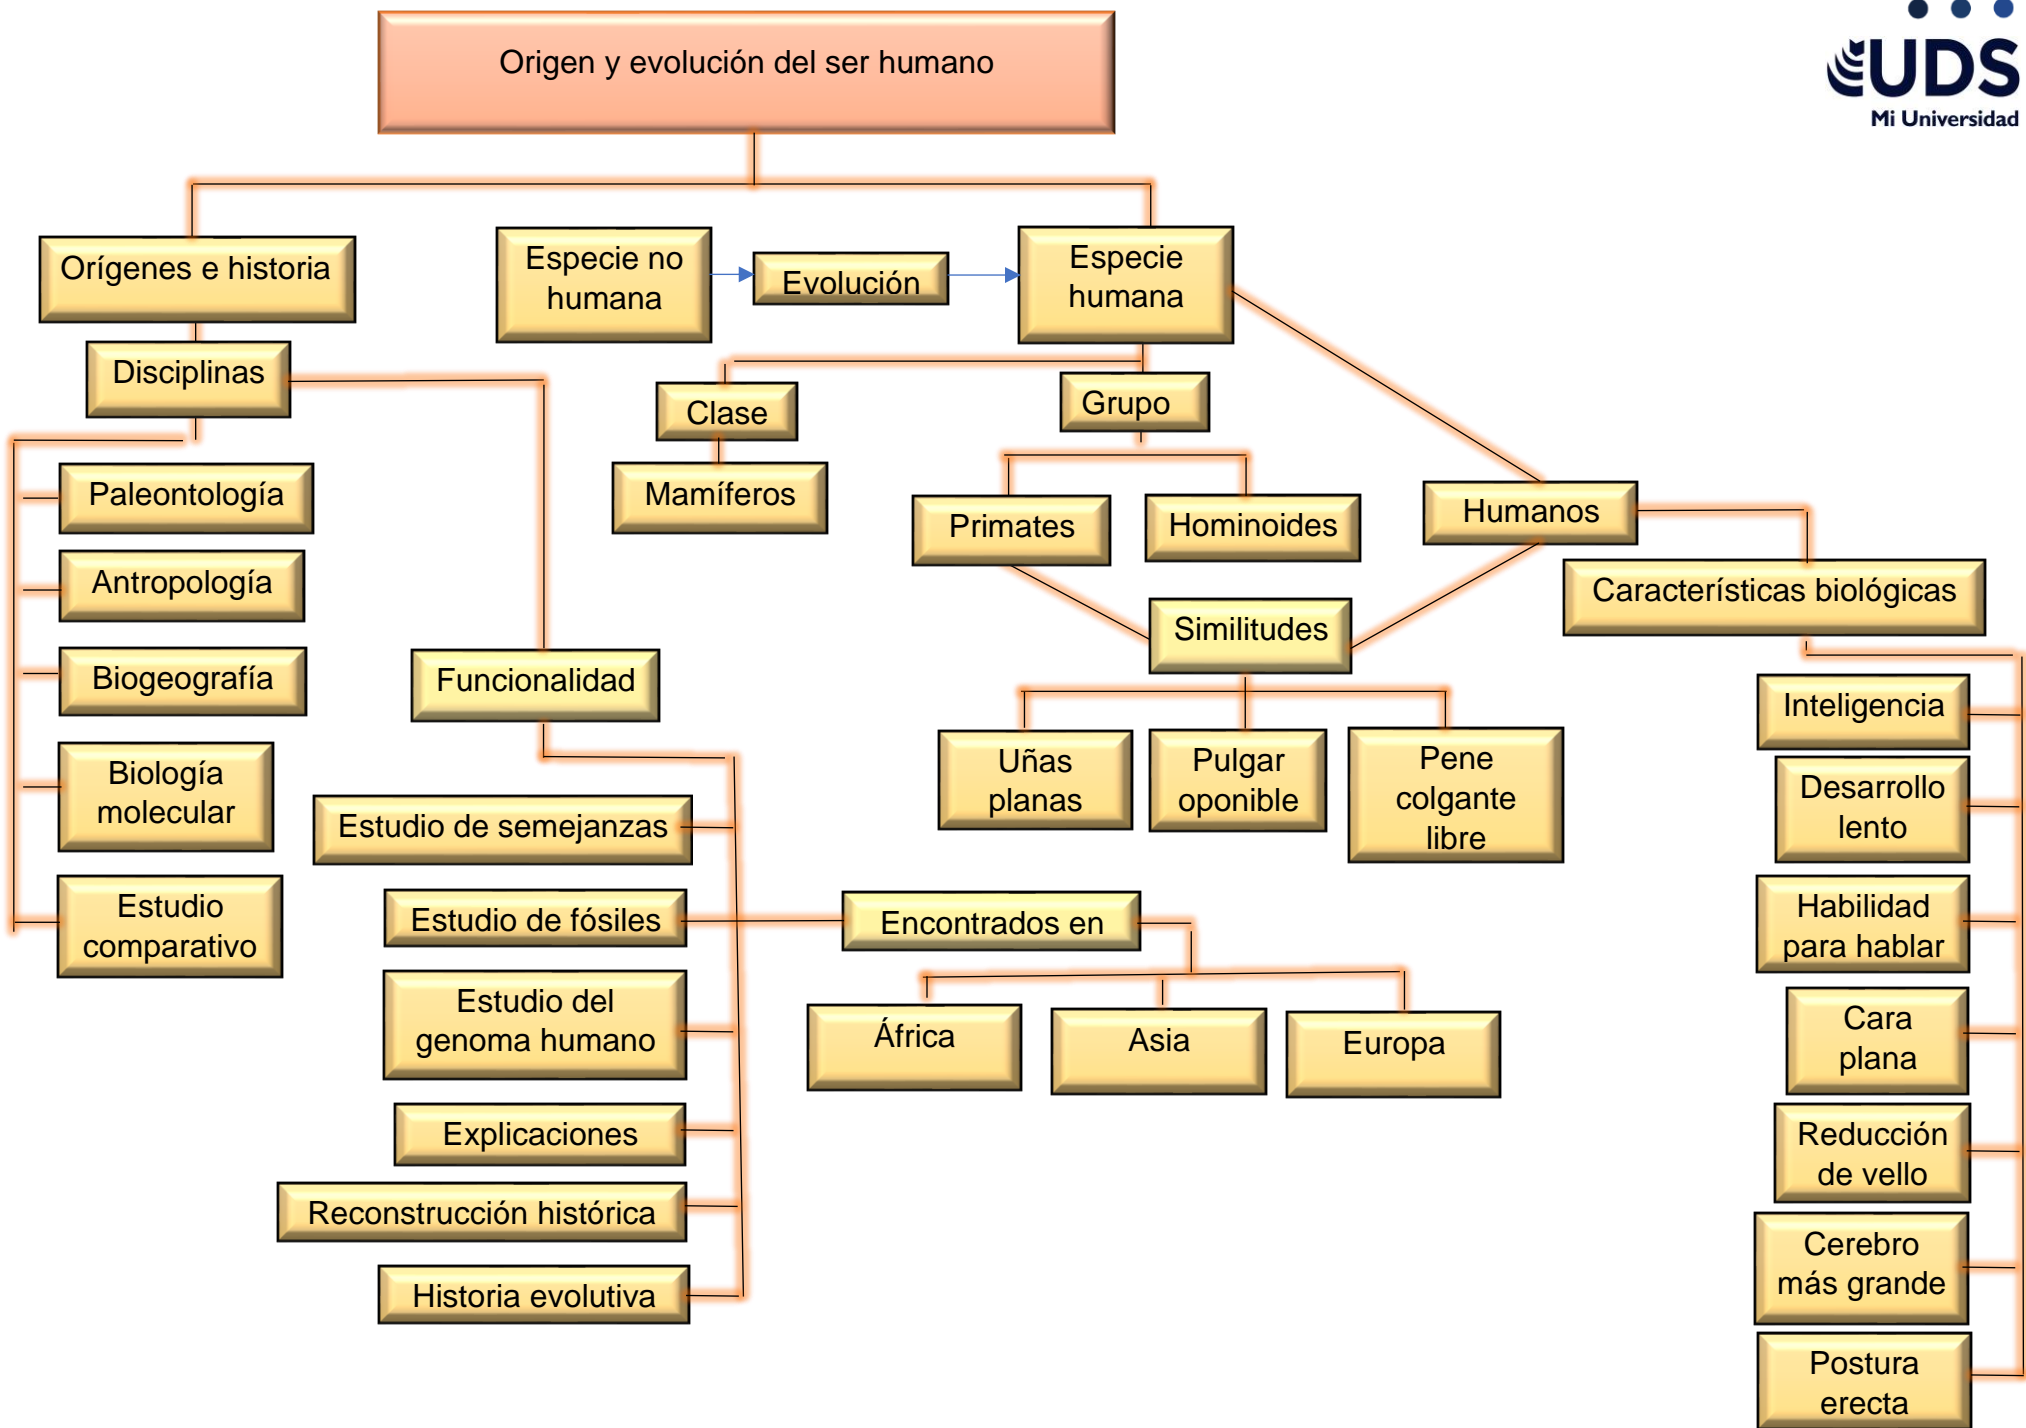 Origen y evolución del ser humano
UDS
Mi Universidad
Orígenes e historia
Especie no
humana
Evolución
Especie
humana
Disciplinas
Clase
Grupo
Mamíferos
Primates
Hominoides
Humanos
Paleontología
Antropología
Biogeografía
Biología
molecular
Estudio
comparativo
Funcionalidad
Estudio de semejanzas
Estudio de fósiles
Estudio del
genoma humano
Explicaciones
Reconstrucción histórica
Historia evolutiva
Encontrados en
África
Asia
Europa
Similitudes
Uñas
planas
Pulgar
oponible
Pene
colgante
libre
Características biológicas
Inteligencia
Desarrollo
lento
Habilidad
para hablar
Cara
plana
Reducción
de vello
Cerebro
más grande
Postura
erecta